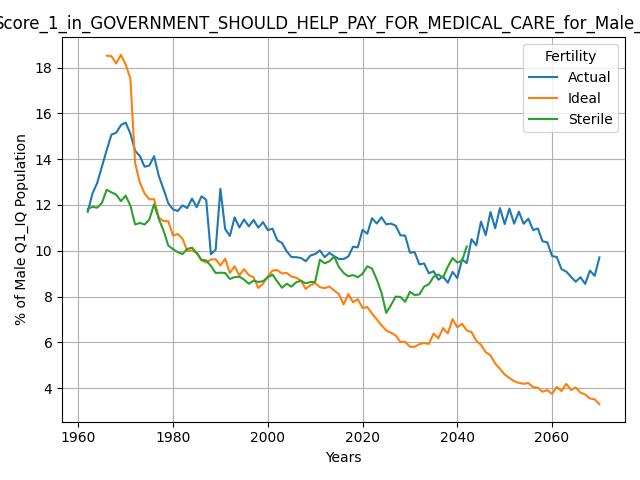 Score_1_in_GOVERNMENT_SHOULD_HELP_PAY_FOR_MEDICAL_CARE_for_Male_
Fertility
Actual
Ideal
Sterile
% of Male Q1_IQ Population
18
16
14
12
10
8
6
4
1960
1980
2000
2020
2040
2060
Years